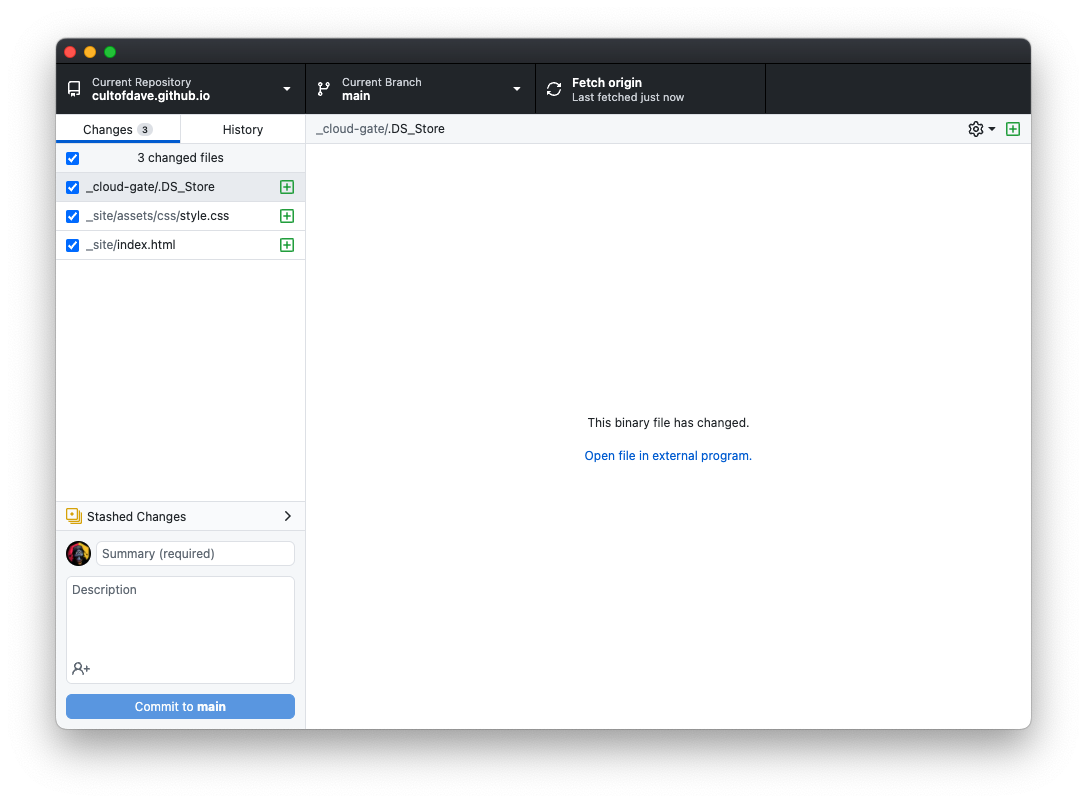 Current Repository
cultofdave.github.io
Current Branch
main
Fetch origin
Last fetched just now
Changes 3
History
_cloud-gate/.DS_Store
3 changed files
_cloud-gate/.DS_Store
_site/assets/css/style.css
_site/index.html
This binary file has changed.
Open file in external program.
Stashed Changes
Summary (required)
Description
Commit to main